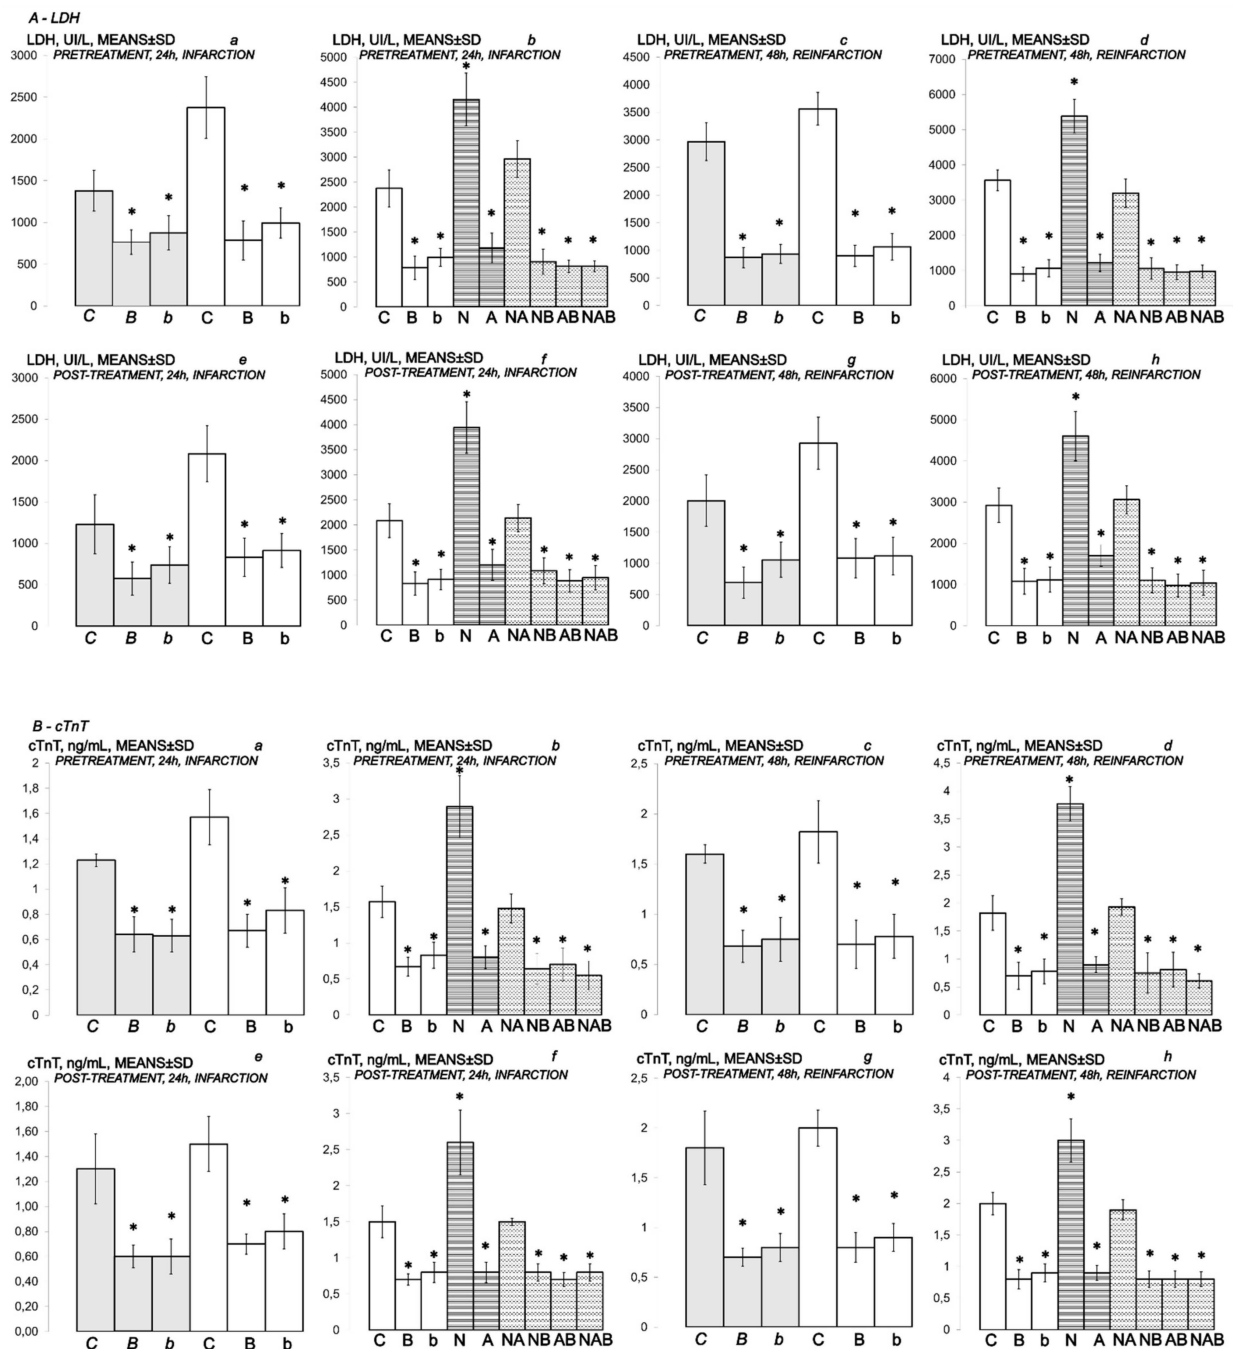 A - LDH
LDH, UI/L, MEANS±SD a
PRETREATMENT, 24h, INFARCTION
3000
2500
2000
1500
1000
500
0
C B b C B b
LDH, UI/L, MEANS±SD b
PRETREATMENT, 24h, INFARCTION
5000
4500
4000
3500
3000
2500
2000
1500
1000
500
0
C B b N A NA NB AB NAB
LDH, UI/L, MEANS±SD c
PRETREATMENT, 48h, REINFARCTION
4500
4000
3500
3000
2500
2000
1500
1000
500
0
C B b C B b
LDH, UI/L, MEANS±SD d
PRETREATMENT, 48h, REINFARCTION
7000
6000
5000
4000
3000
2000
1000
0
C B b N A NA NB AB NAB
LDH, UI/L, MEANS±SD e
POST-TREATMENT, 24h, INFARCTION
3000
2500
2000
1500
1000
500
0
C B b C B b
LDH, UI/L, MEANS±SD f
POST-TREATMENT, 24h, INFARCTION
5000
4500
4000
3500
3000
2500
2000
1500
1000
500
0
C B b N A NA NB AB NAB
LDH, UI/L, MEANS±SD g
POST-TREATMENT, 48h, REINFARCTION
4000
3500
3000
2500
2000
1500
1000
500
0
C B b C B b
LDH, UI/L, MEANS±SD h
POST-TREATMENT, 48h, REINFARCTION
6000
5000
4000
3000
2000
1000
0
C B b N A NA NB AB NAB
B - cTnT
cTnT, ng/mL, MEANS±SD a
PRETREATMENT, 24h, INFARCTION
2
1,8
1,6
1,4
1,2
1
0,8
0,6
0,4
0,2
0
C B b C B b
cTnT, ng/mL, MEANS±SD b
PRETREATMENT, 24h, INFARCTION
3,5
3
2,5
2
1,5
1
0,5
0
C B b N A NA NB AB NAB
cTnT, ng/mL, MEANS±SD c
PRETREATMENT, 48h, REINFARCTION
2,5
2
1,5
1
0,5
0
C B b C B b
cTnT, ng/mL, MEANS±SD d
PRETREATMENT, 48h, REINFARCTION
4,5
4
3,5
3
2,5
2
1,5
1
0,5
0
C B b N A NA NB AB NAB
cTnT, ng/mL, MEANS±SD e
POST-TREATMENT, 24h, INFARCTION
2,00
1,80
1,60
1,40
1,20
1,00
0,80
0,60
0,40
0,20
0,00
C B b C B b
cTnT, ng/mL, MEANS±SD f
POST-TREATMENT, 24h, INFARCTION
3,5
3
2,5
2
1,5
1
0,5
0
C B b N A NA NB AB NAB
cTnT, ng/mL, MEANS±SD g
POST-TREATMENT, 48h, REINFARCTION
2,5
2
1,5
1
0,5
0
C B b C B b
cTnT, ng/mL, MEANS±SD h
POST-TREATMENT, 48h, REINFARCTION
4
3,5
3
2,5
2
1,5
1
0,5
0
C B b N A NA NB AB NAB